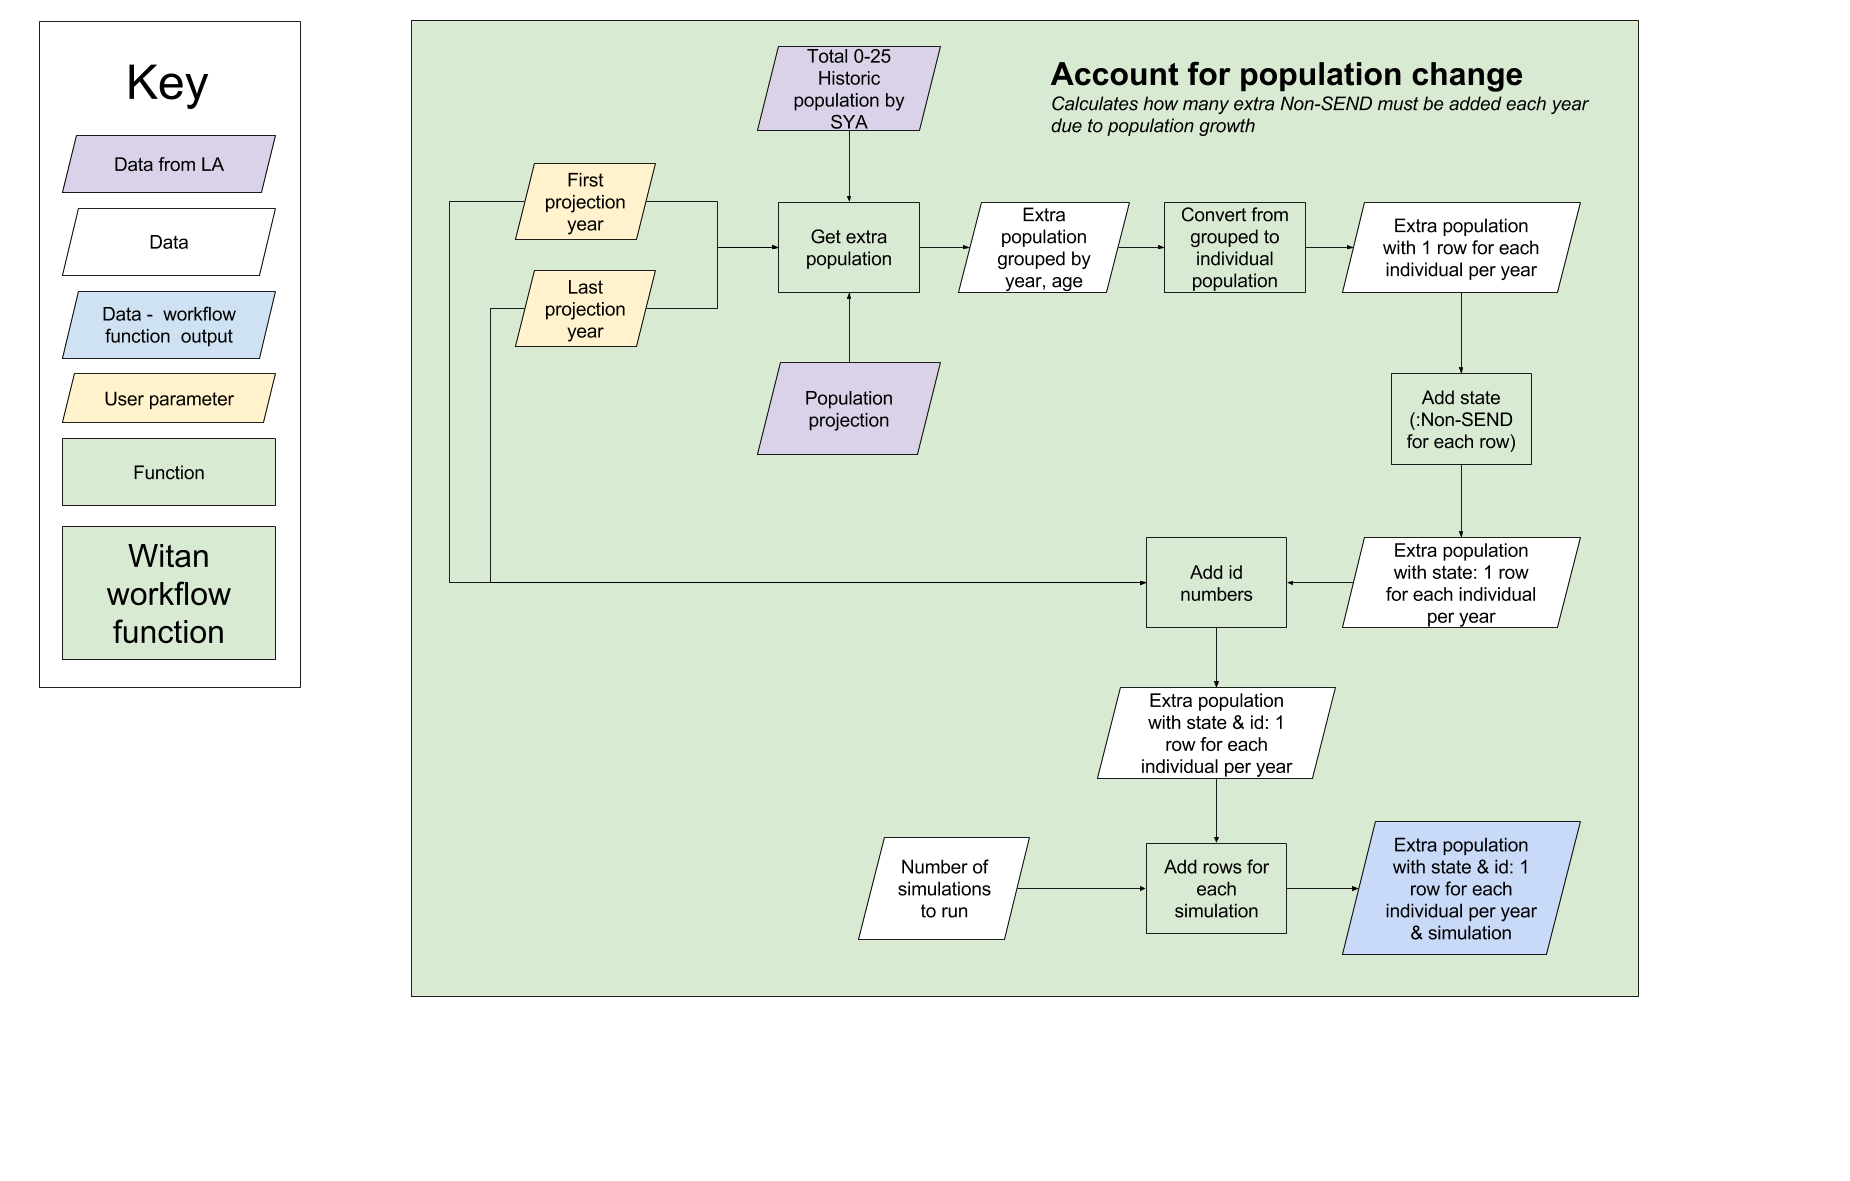 Key
Data from LA
Data
Data -  workflow
function  output
User parameter
Function
Witan
workflow
function
Account for population change
Calculates how many extra Non-SEND must be added each year
due to population growth
Total 0-25
Historic
population by
SYA
First
projection
year
Last
projection
year
Get extra
population
Population
projection
Extra
population
grouped by
year, age
Convert from
grouped to
individual
population
Extra population
with 1 row for each
individual per year
Add state
(:Non-SEND
for each row)
Extra population
with state: 1 row
for each individual
per year
Add id
numbers
Extra population
with state & id: 1
row for each
individual per year
Number of
simulations
to run
Add rows for
each
simulation
Extra population
with state & id: 1
row for each
individual per year
& simulation